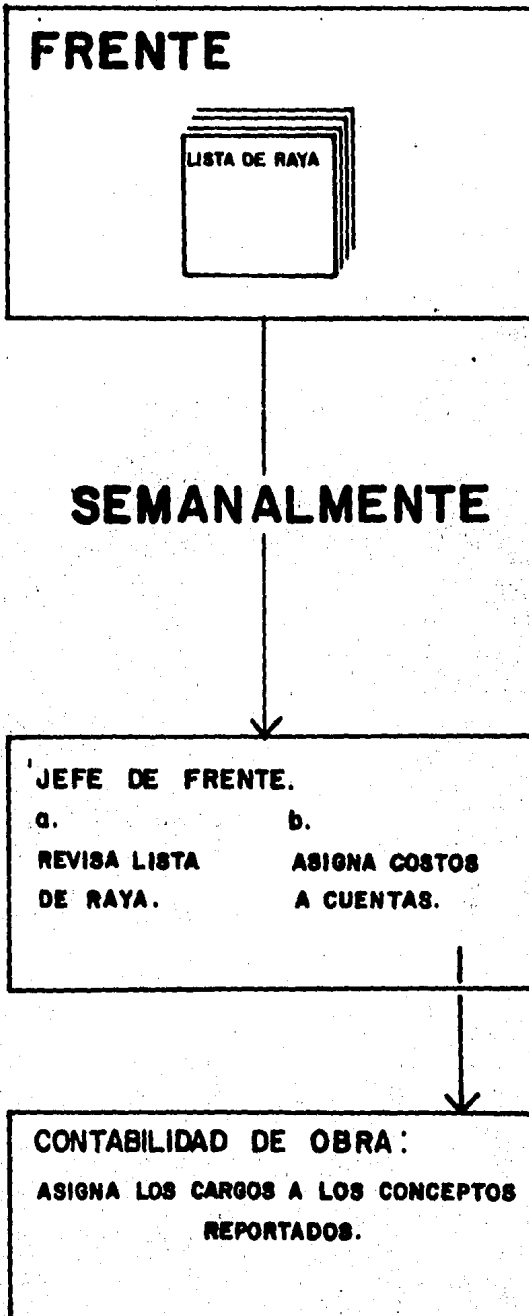 FRENTE
LISTA DE RAYA
SEMANALMENTE
JEFE DE FRENTE.
a. b.
REVISA LISTA ASIGNA COSTOS
DE RAYA. A CUENTAS.
CONTABILIDAD DE OBRA:
ASIGNA LOS CARGOS A LOS CONCEPTOS
REPORTADOS.